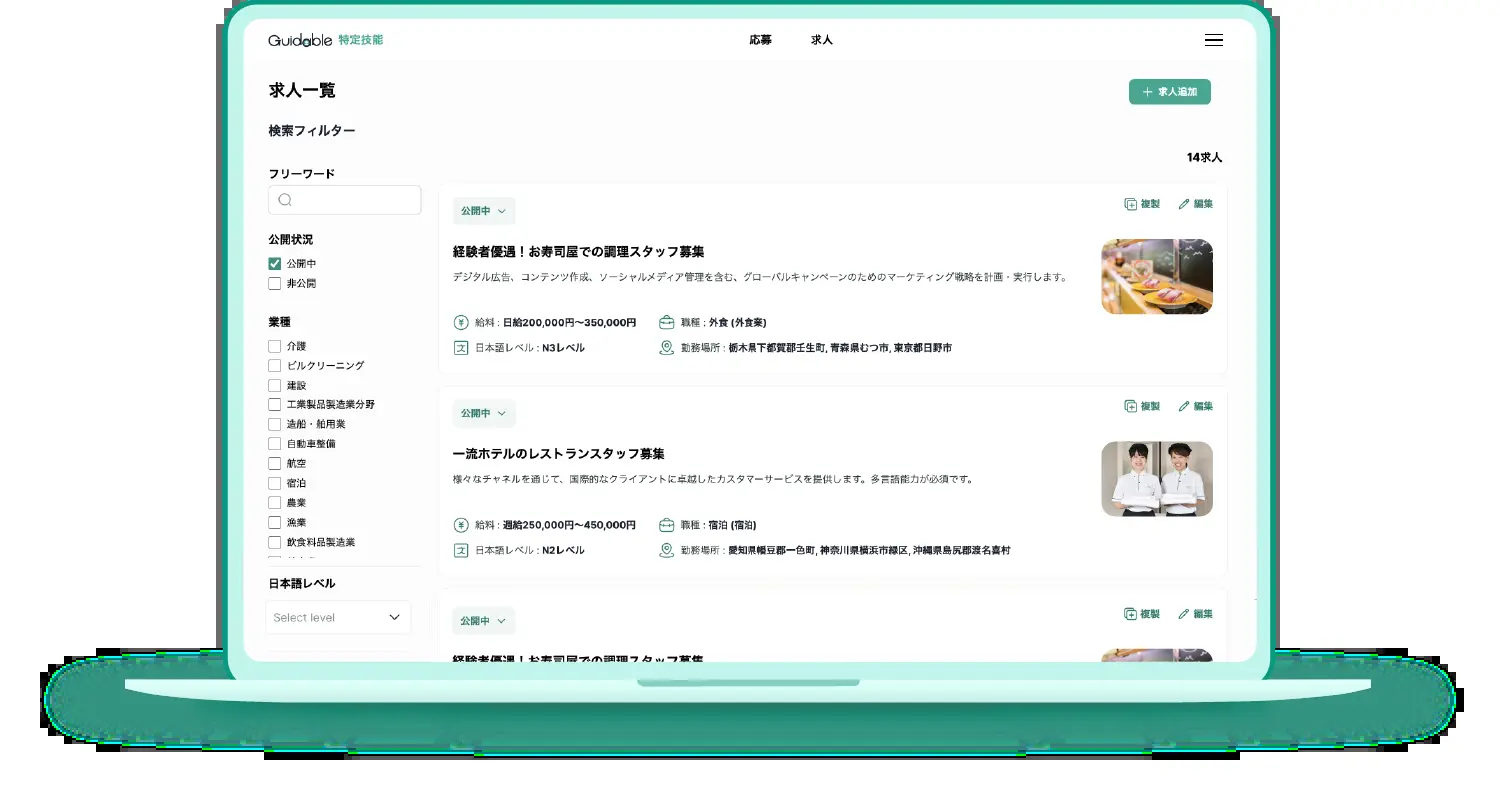 Guidable 特定技能
応募
求人
求人一覧
＋ 求人追加
検索フィルター
14求人
フリーワード
公開状況
公開中
非公開
業種
介護
ビルクリーニング
建設
工業製品製造業分野
造船・舶用業
自動車整備
航空
宿泊
農業
漁業
飲食料品製造業
日本語レベル
Select level
公開中
複製
編集
経験者優遇！お寿司屋での調理スタッフ募集
デジタル広告、コンテンツ作成、ソーシャルメディア管理を含む、グローバルキャンペーンのためのマーケティング戦略を計画・実行します。
給料 : 日給200,000円〜350,000円
職種 : 外食 (外食業)
日本語レベル : N3レベル
勤務場所 : 栃木県下都賀郡壬生町, 青森県むつ市, 東京都日野市
公開中
複製
編集
一流ホテルのレストランスタッフ募集
様々なチャネルを通じて、国際的なクライアントに卓越したカスタマーサービスを提供します。多言語能力が必須です。
給料 : 週給250,000円〜450,000円
職種 : 宿泊 (宿泊)
日本語レベル : N2レベル
勤務場所 : 愛知県幡豆郡一色町, 神奈川県横浜市緑区, 沖縄県島尻郡渡名喜村
公開中
複製
編集
経験者優遇！お寿司屋での調理スタッフ募集